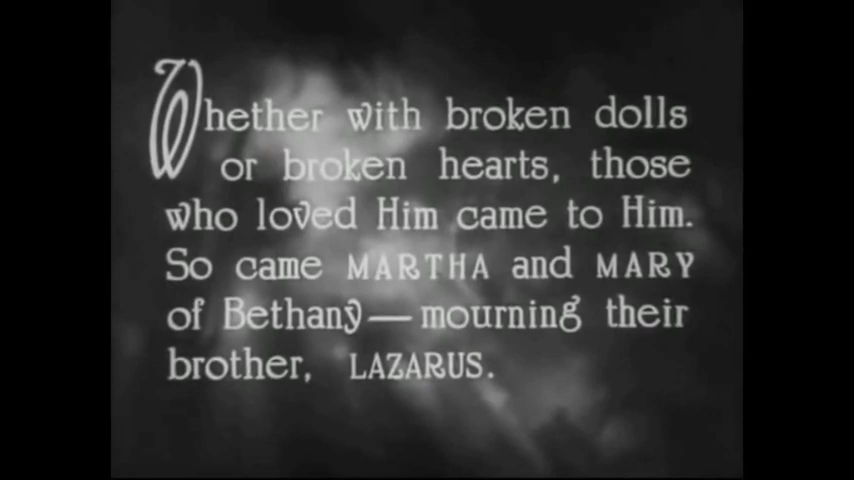 Whether with broken dolls
or broken hearts, those
who loved Him came to Him.
So came MARTHA and MARY
of Bethany — mourning their
brother, LAZARUS.